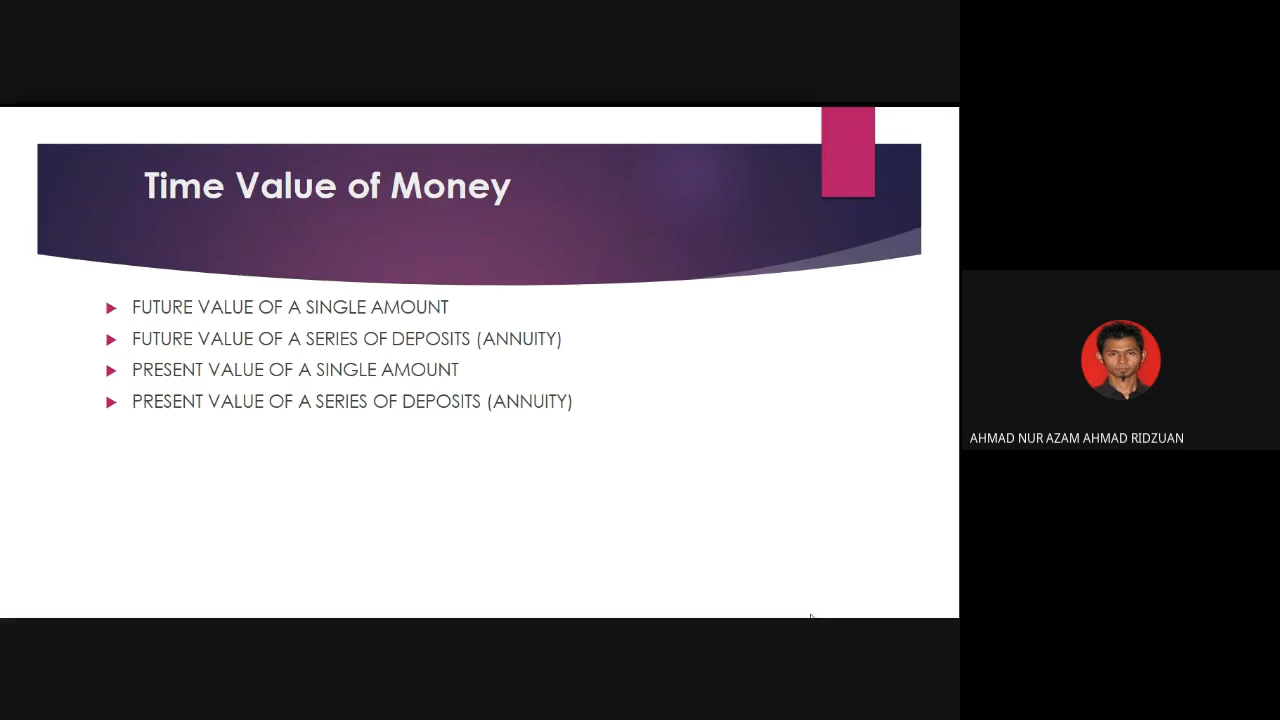 Time Value of Money
FUTURE VALUE OF A SINGLE AMOUNT
FUTURE VALUE OF A SERIES OF DEPOSITS (ANNUITY)
PRESENT VALUE OF A SINGLE AMOUNT
PRESENT VALUE OF A SERIES OF DEPOSITS (ANNUITY)
AHMAD NUR AZAM AHMAD RIDZUAN